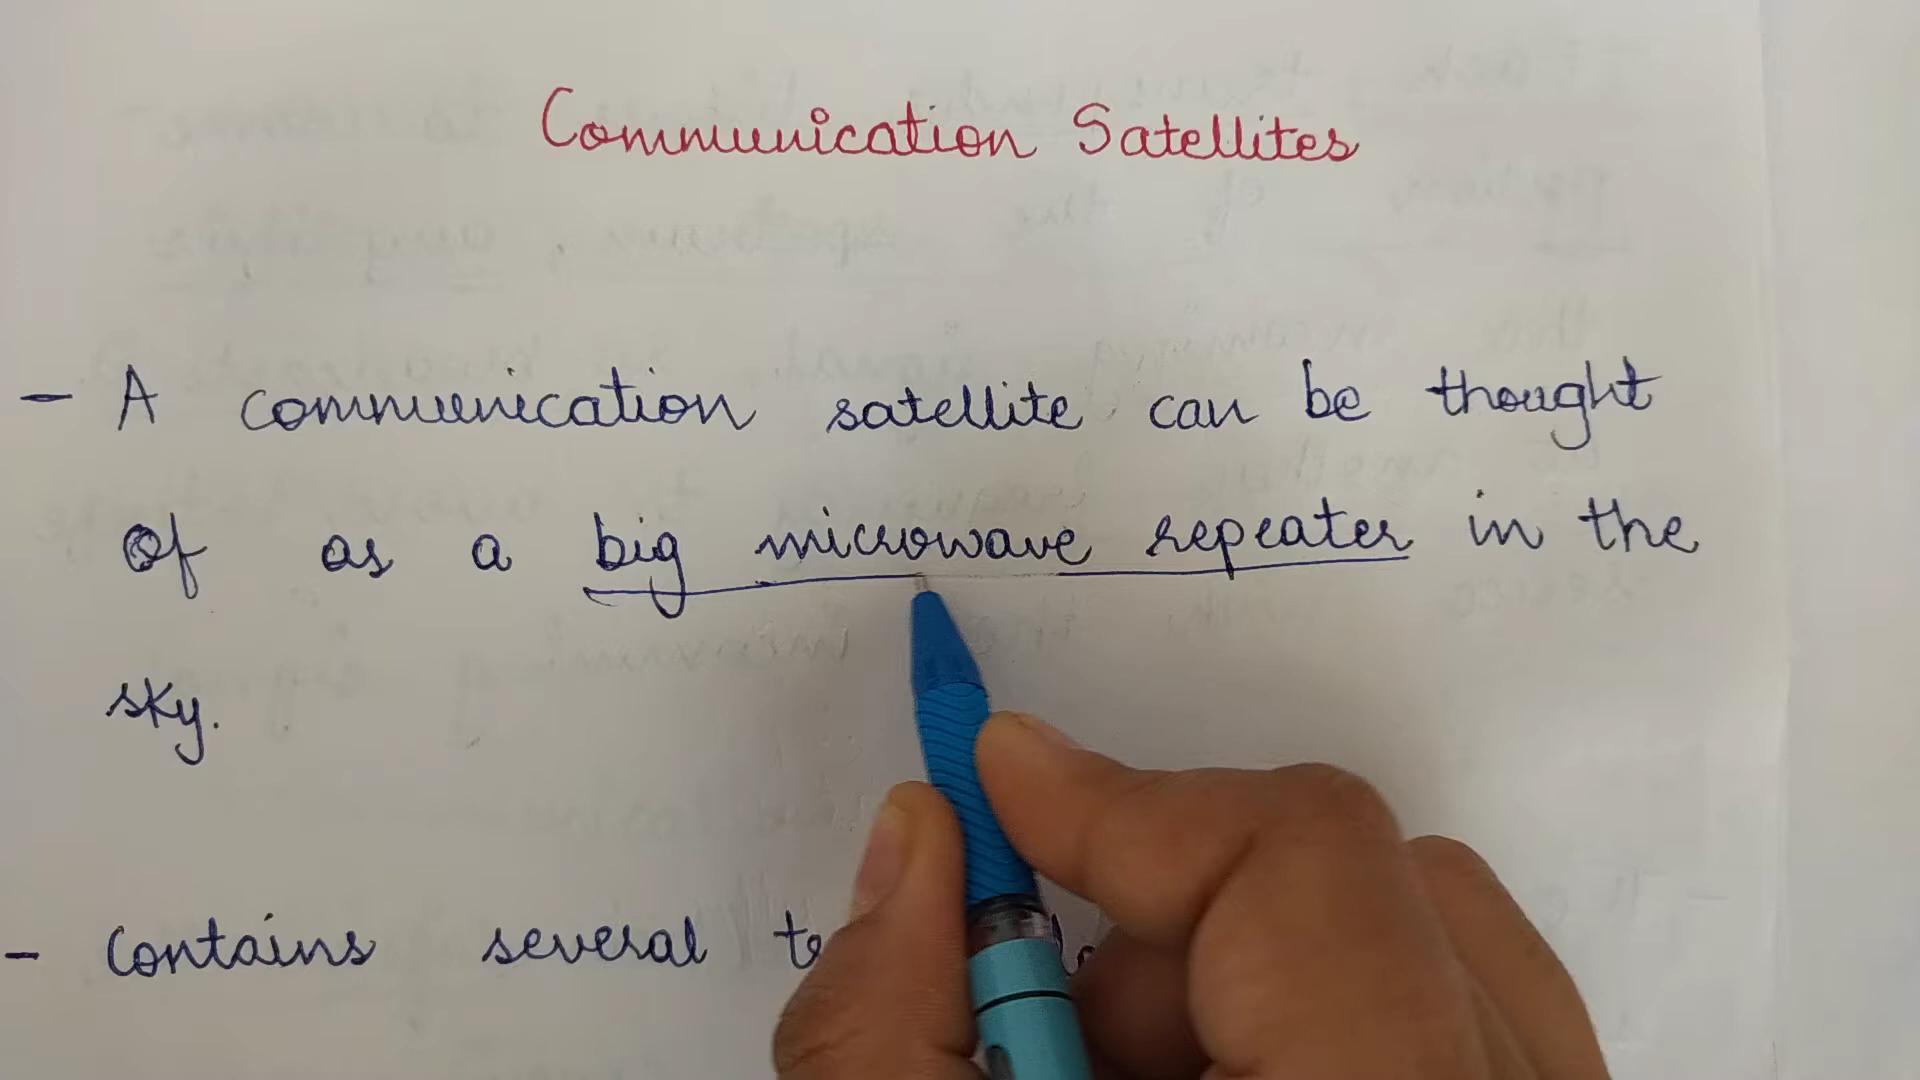 Communication Satellites
- A communication satellite can be thought
of as a big microwave repeater in the
sky.
- Contains several